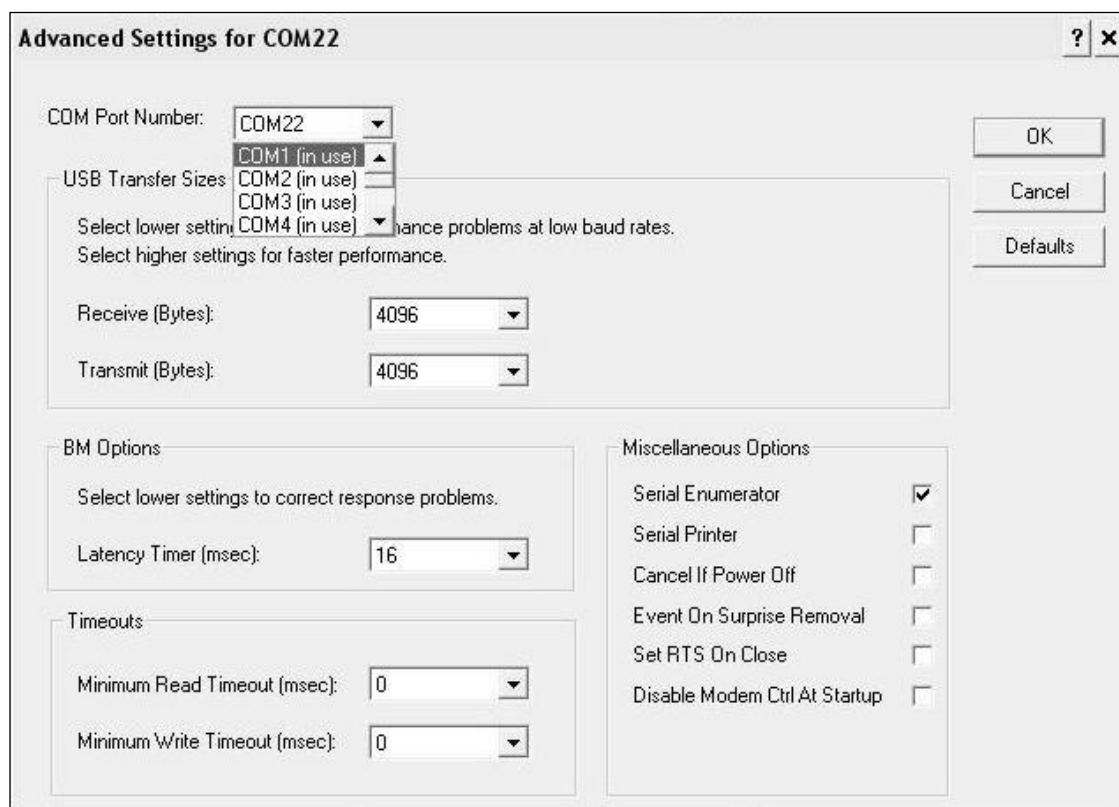 Advanced Settings for COM22
? ×
COM Port Number:
COM22
COM1 (in use)
COM2 (in use)
COM3 (in use)
COM4 (in use)
OK
Cancel
Defaults
USB Transfer Sizes
Select lower mance problems at low baud rates.
Select higher settings for faster performance.
Receive (Bytes):
4096
Transmit (Bytes):
4096
BM Options
Select lower settings to correct response problems.
Latency Timer (msec):
16
Timeouts
Minimum Read Timeout (msec):
0
Minimum Write Timeout (msec):
0
Miscellaneous Options
Serial Enumerator
Serial Printer
Cancel If Power Off
Event On Surprise Removal
Set RTS On Close
Disable Modem Ctrl At Startup